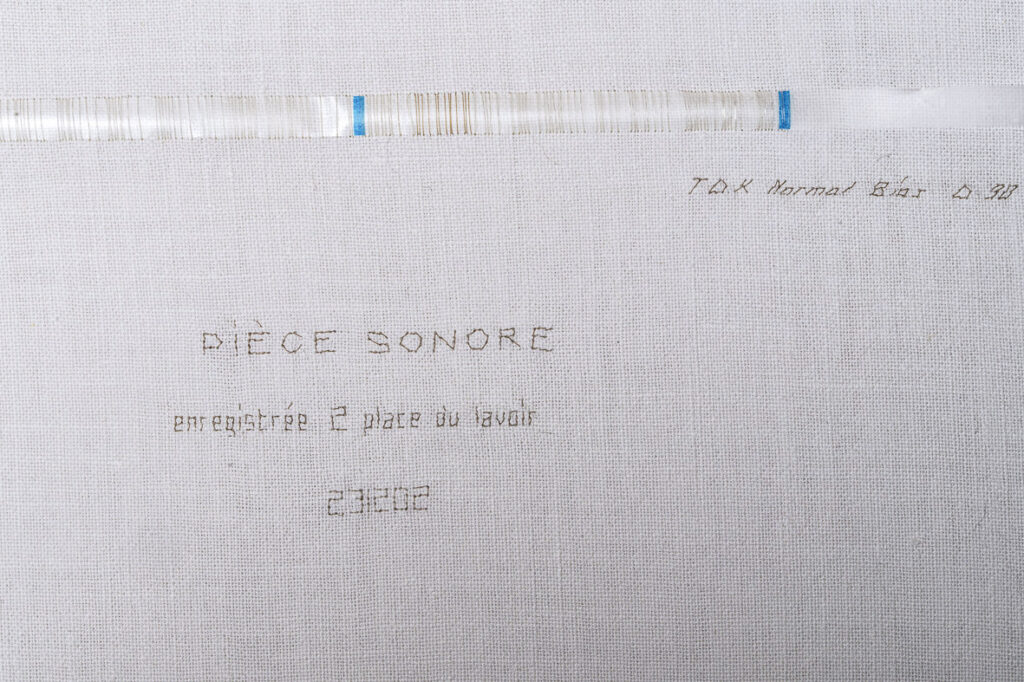 TDK Normal Bias D 90
PIÈCE SONORE
enregistrée 2 place du lavoir
231202